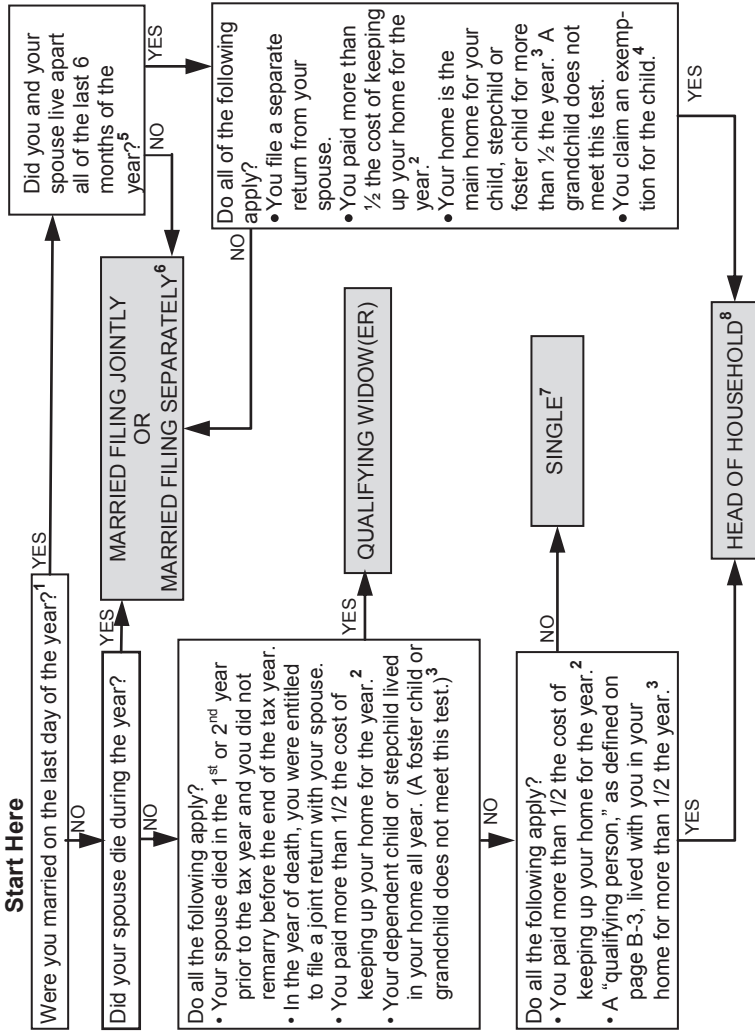 Start Here
Were you married on the last day of the year?1
YES
NO
Did your spouse die during the year?
YES
NO
Do all the following apply?
• Your spouse died in the 1st or 2nd year
prior to the tax year and you did not
remarry before the end of the tax year.
• In the year of death, you were entitled
to file a joint return with your spouse.
• You paid more than 1/2 the cost of
keeping up your home for the year.2
• Your dependent child or stepchild lived
in your home all year. (A foster child or
grandchild does not meet this test.)3
YES
NO
Do all the following apply?
• You paid more than 1/2 the cost of
keeping up your home for the year.2
• A “qualifying person,” as defined on
page B-3, lived with you in your
home for more than 1/2 the year.3
NO
YES
MARRIED FILING JOINTLY
OR
MARRIED FILING SEPARATELY6
QUALIFYING WIDOW(ER)
SINGLE7
HEAD OF HOUSEHOLD8
Did you and your
spouse live apart
all of the last 6
months of the
year?5
NO
YES
Do all of the following
apply?
• You file a separate
return from your
spouse.
• You paid more than
½ the cost of keeping
up your home for the
year.2
• Your home is the
main home for your
child, stepchild or
foster child for more
than ½ the year.3 A
grandchild does not
meet this test.
• You claim an exemp-
tion for the child.4
NO
YES